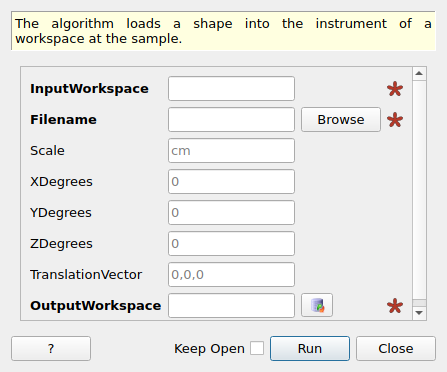 The algorithm loads a shape into the instrument of a
workspace at the sample.
InputWorkspace
Filename Browse
Scale cm
XDegrees 0
YDegrees 0
ZDegrees 0
TranslationVector 0,0,0
OutputWorkspace
? Keep Open Run Close